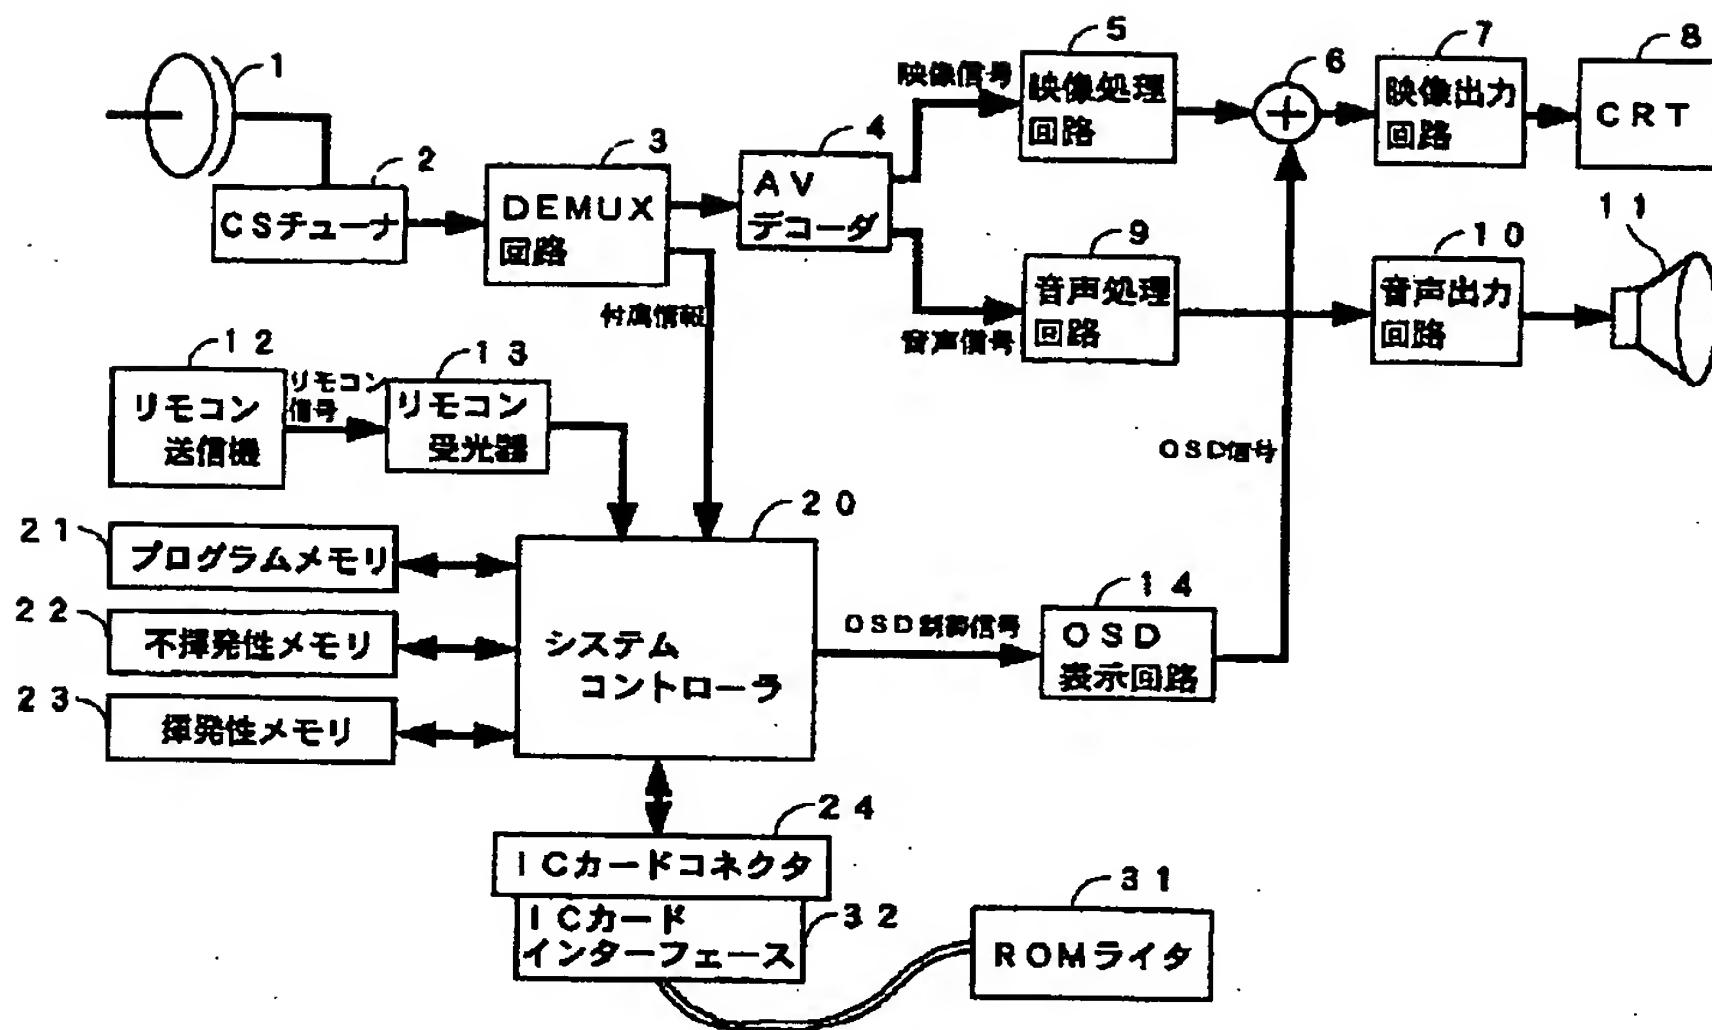 1
2
CSチューナ
3
DEMUX
回路
付属情報
4
AV
デコーダ
映像信号
音声信号
5
映像処理
回路
6
7
映像出力
回路
8
CRT
9
音声処理
回路
10
音声出力
回路
11
12
リモコン
送信機
リモコン
信号
13
リモコン
受光器
OSD信号
20
システム
コントローラ
21
プログラムメモリ
22
不揮発性メモリ
23
揮発性メモリ
OSD制御信号
14
OSD
表示回路
24
ICカードコネクタ
32
ICカード
インターフェース
31
ROMライタ